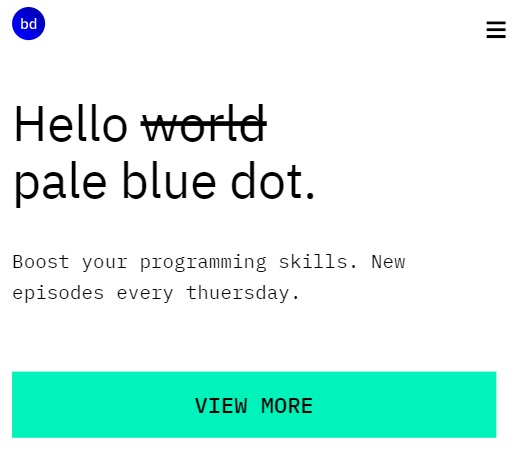 bd
Hello world
pale blue dot.
Boost your programming skills. New
episodes every thuersday.
VIEW MORE